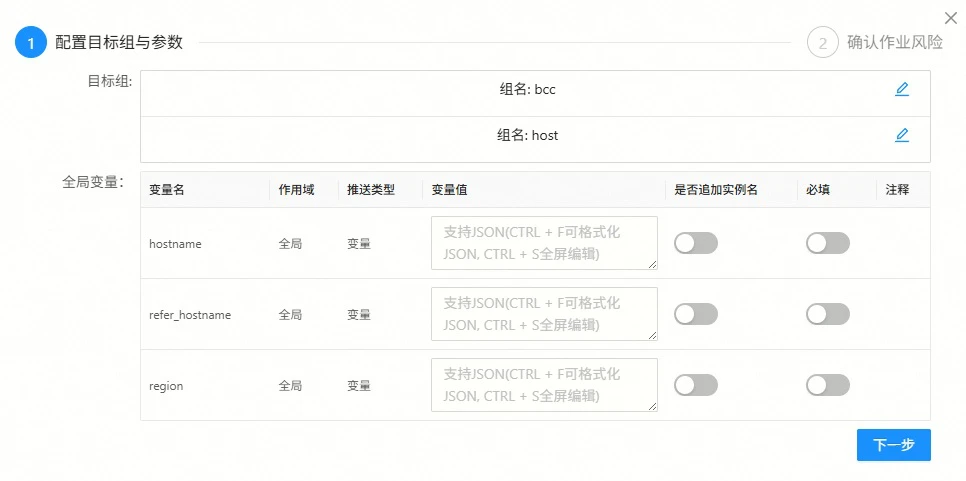 1 配置目标组与参数 2 确认作业风险
目标组:
组名: bcc
组名: host
全局变量：
变量名 作用域 推送类型 变量值 是否追加实例名 必填 注释
hostname 全局 变量 支持JSON(CTRL + F可格式化
JSON, CTRL + S全屏编辑)
refer_hostname 全局 变量 支持JSON(CTRL + F可格式化
JSON, CTRL + S全屏编辑)
region 全局 变量 支持JSON(CTRL + F可格式化
JSON, CTRL + S全屏编辑)
下一步